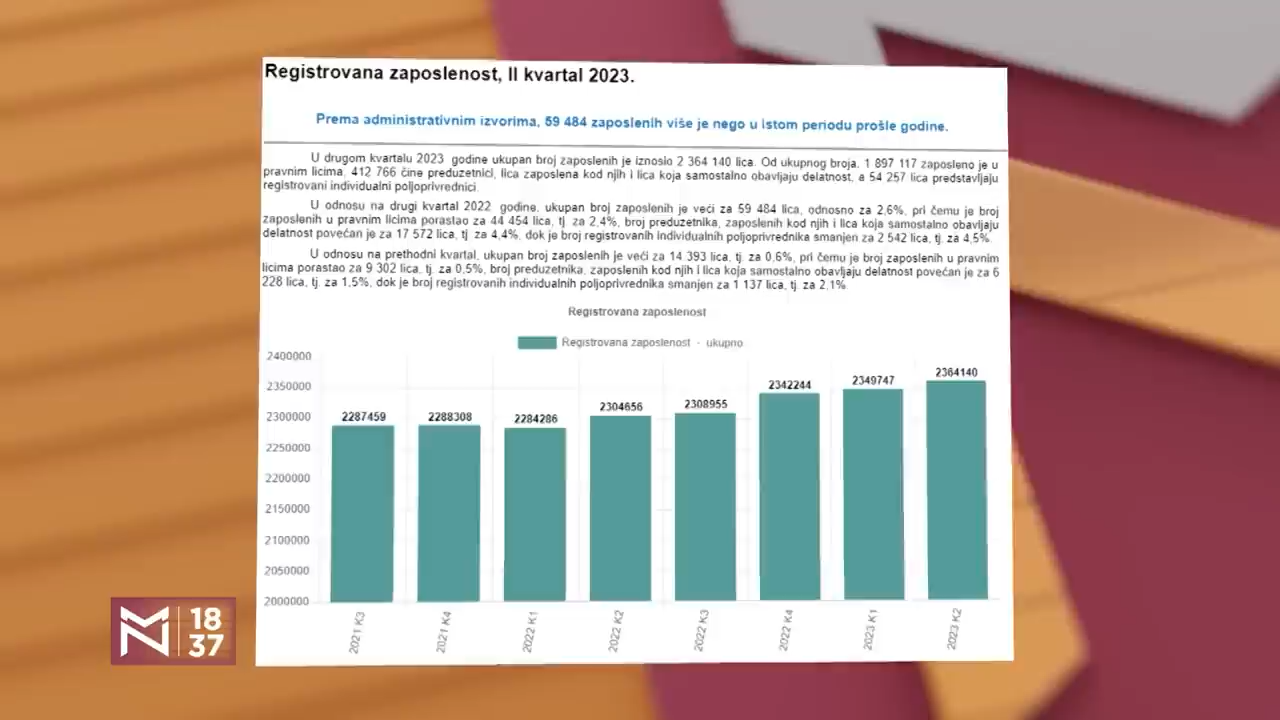 Registrovana zaposlenost, II kvartal 2023.
Prema administrativnim izvorima, 59 484 zaposlenih više je nego u istom periodu prošle godine.
U drugom kvartalu 2023 godine ukupan broj zaposlenih je iznosio 2 364 140 lica. Od ukupnog broja, 1 897 117 zaposleno je u
pravnim licima, 412 766 čine preduzetnici, lica zaposlena kod njih i lica koja samostalno obavljaju delatnost, a 54 257 lica predstavljaju
registrovani individualni poljoprivrednici.
U odnosu na drugi kvartal 2022 godine, ukupan broj zaposlenih je veći za 59 484 lica, odnosno za 2,6%, pri čemu je broj
zaposlenih u pravnim licima porastao za 44 454 lica, tj. za 2,4%, broj preduzetnika, zaposlenih kod njih i lica koja samostalno obavljaju
delatnost povećan je za 17 572 lica, tj. za 4,4%, dok je broj registrovanih individualnih poljoprivrednika smanjen za 2 542 lica, tj. za 4,5%.
U odnosu na prethodni kvartal, ukupan broj zaposlenih je veći za 14 393 lica, tj. za 0,6%, pri čemu je broj zaposlenih u pravnim
licima porastao za 9 302 lica, tj. za 0,5%, broj preduzetnika, zaposlenih kod njih i lica koja samostalno obavljaju delatnost povećan je za 6
228 lica, tj. za 1,5%, dok je broj registrovanih individualnih poljoprivrednika smanjen za 1 137 lica, tj. za 2,1%.
Registrovana zaposlenost
Registrovana zaposlenost - ukupno
2400000
2350000
2300000
2250000
2200000
2150000
2100000
2050000
2000000
2287459
2288308
2284286
2304656
2308955
2342244
2349747
2364140
2021 K3
2021 K4
2022 K1
2022 K2
2022 K3
2022 K4
2023 K1
2023 K2
18
37